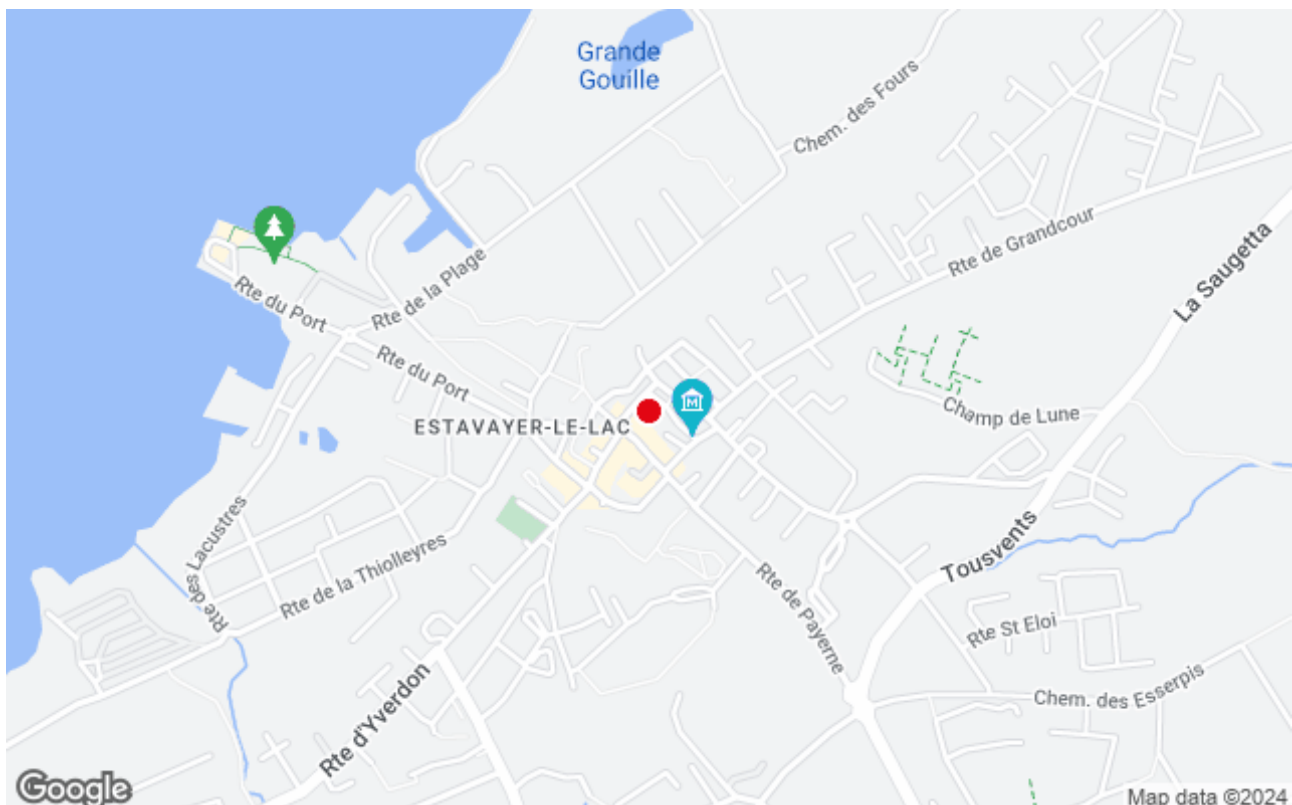 Grande
Gouille
Chem. des Fours
Rte de Grandcour
La Saugetta
Rte de la Plage
Rte du Port
Rte du Port
Champ de Lune
ESTAVAYER-LE-LAC
M
Rte des Lacustres
Rte de la Thiolleyres
Tousvents
Rte de Payerne
Rte St Eloi
Rte d'Yverdon
Chem. des Esserpis
Google
Map data ©2024